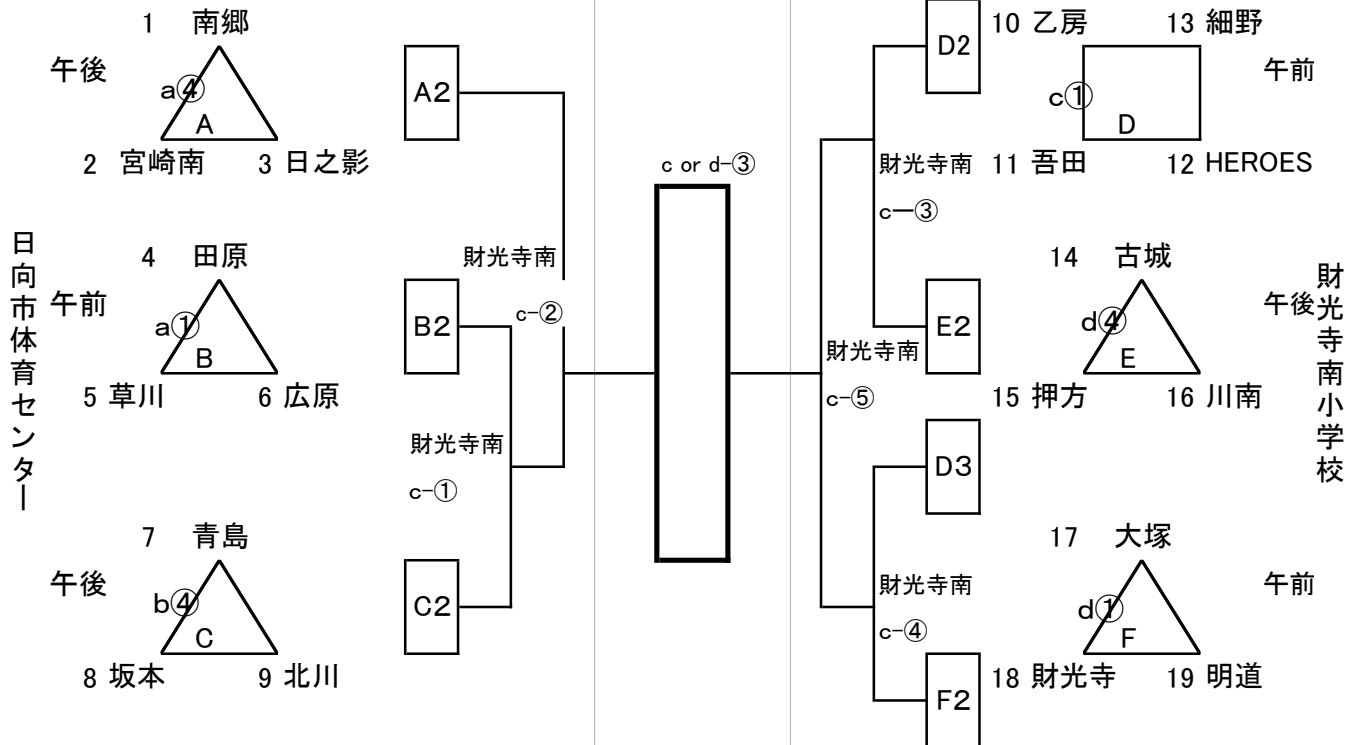 1 南郷
午後
a④
A
2 宮崎南
3 日之影
4 田原
午前
a①
B
5 草川
6 広原
7 青島
午後
b④
C
8 坂本
9 北川
日向市体育センター
A2
B2
C2
財光寺南
c-②
財光寺南
c-①
c or d-③
D2
E2
D3
F2
財光寺南
c—③
財光寺南
c-⑤
財光寺南
c-④
10 乙房
13 細野
午前
c①
D
11 吾田
12 HEROES
14 古城
午後
d④
E
15 押方
16 川南
17 大塚
午前
d①
F
18 財光寺
19 明道
財光寺南小学校